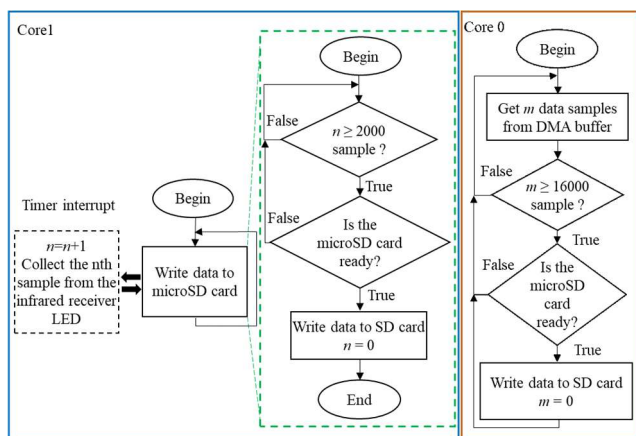 Core1
Begin
Timer interrupt
n=n+1
Collect the nth
sample from the
infrared receiver
LED
Write data to
microSD card
Begin
False
n ≥ 2000
sample ?
True
False
Is the
microSD card
ready?
True
Write data to SD card
n = 0
End
Core 0
Begin
Get m data samples
from DMA buffer
False
m ≥ 16000
sample ?
True
False
Is the
microSD
card
ready?
True
Write data to SD card
m = 0